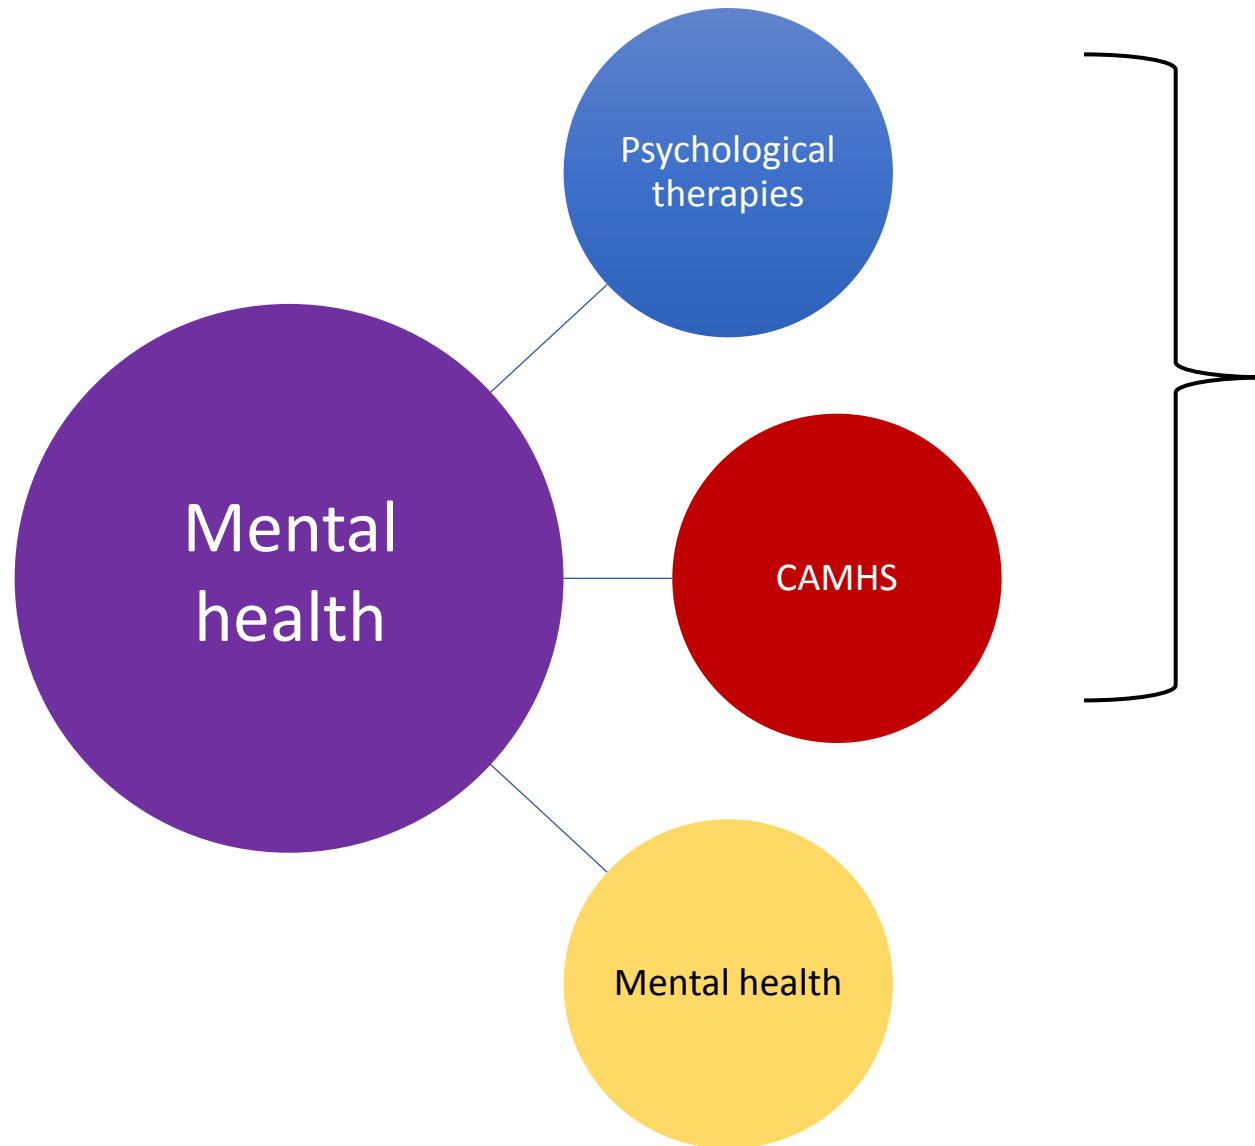 Psychological
therapies
Mental
health
CAMHS
Mental health